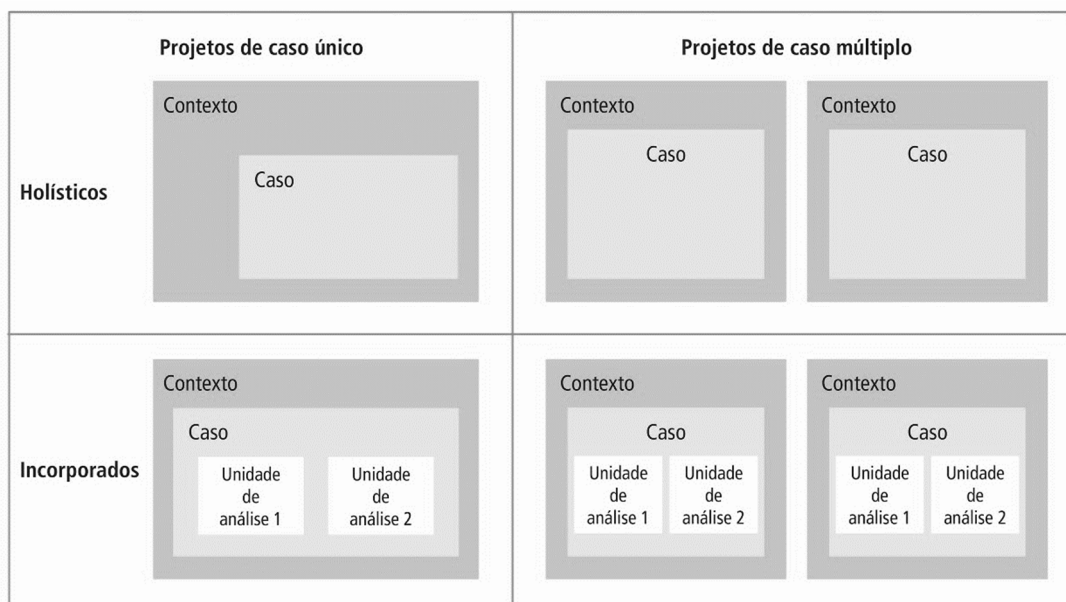 Projetos de caso único
Projetos de caso múltiplo
Holísticos
Contexto
Caso
Contexto
Caso
Contexto
Caso
Incorporados
Contexto
Caso
Unidade
de
análise 1
Unidade
de
análise 2
Contexto
Caso
Unidade
de
análise 1
Unidade
de
análise 2
Contexto
Caso
Unidade
de
análise 1
Unidade
de
análise 2